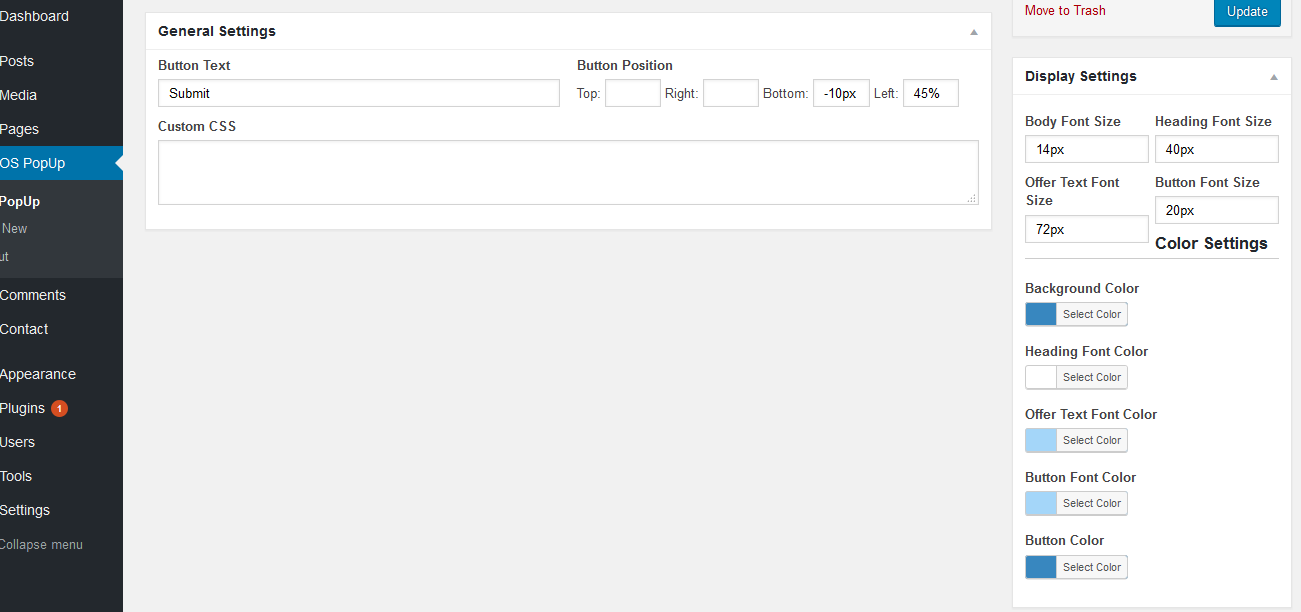 Dashboard
Posts
Media
Pages
OS PopUp
PopUp
New
ut
Comments
Contact
Appearance
Plugins 1
Users
Tools
Settings
Collapse menu
General Settings
Button Text
Submit
Button Position
Top: Right: Bottom: -10px Left: 45%
Custom CSS
Move to Trash
Update
Display Settings
Body Font Size Heading Font Size
14px 40px
Offer Text Font Button Font Size
Size
20px
72px
Color Settings
Background Color
Select Color
Heading Font Color
Select Color
Offer Text Font Color
Select Color
Button Font Color
Select Color
Button Color
Select Color